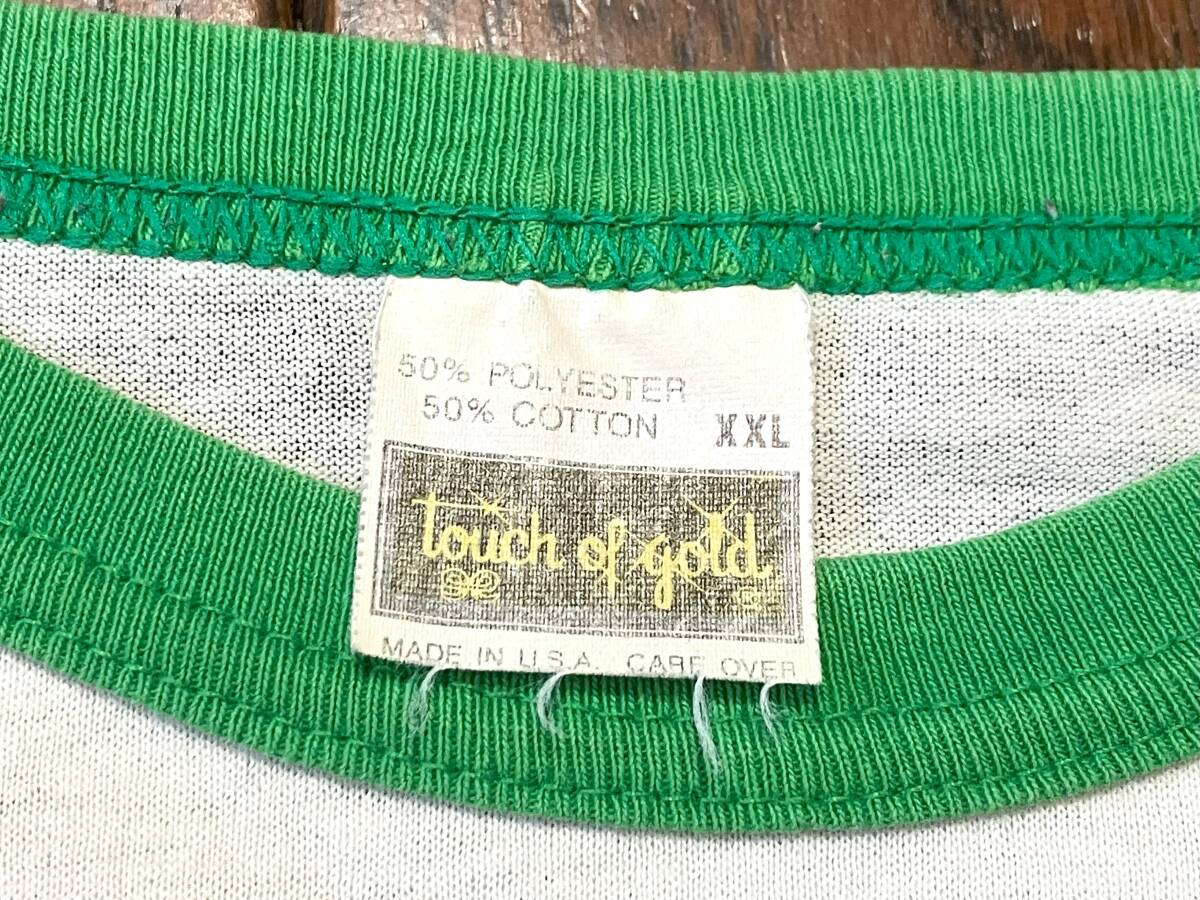 50% POLYESTER
50% COTTON XXL
touch of gold ®
MADE IN U.S.A. CARE OVER